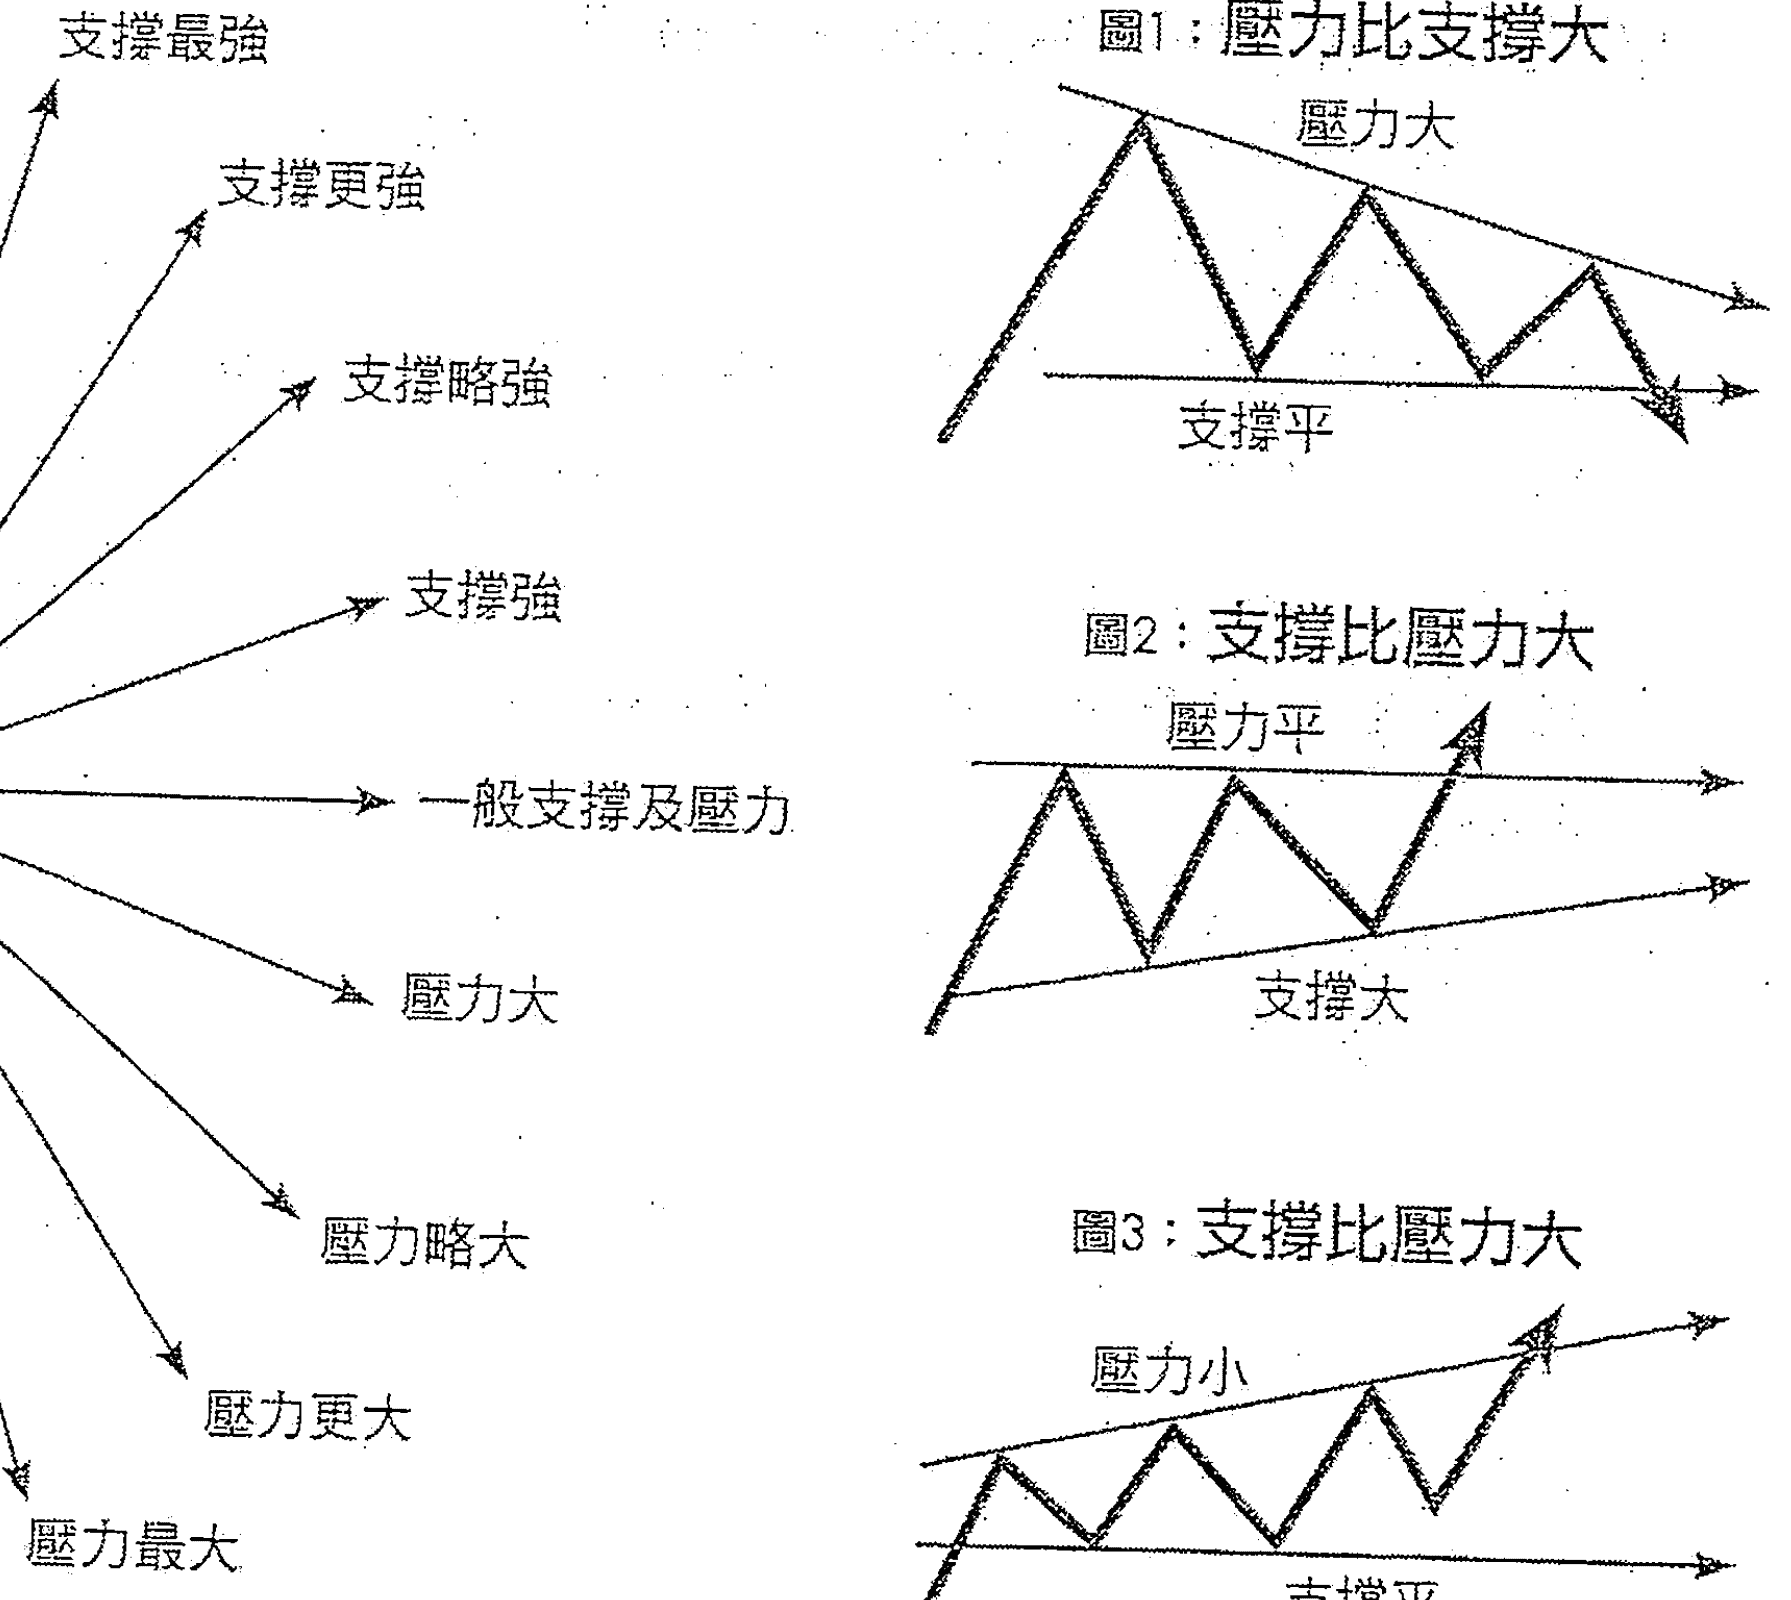 支撐最強
支撐更強
支撐略強
支撐強
一般支撐及壓力
壓力大
壓力略大
壓力更大
壓力最大
圖1：壓力比支撐大
壓力大
支撐平
圖2：支撐比壓力大
壓力平
支撐大
圖3：支撐比壓力大
壓力小
支撐平